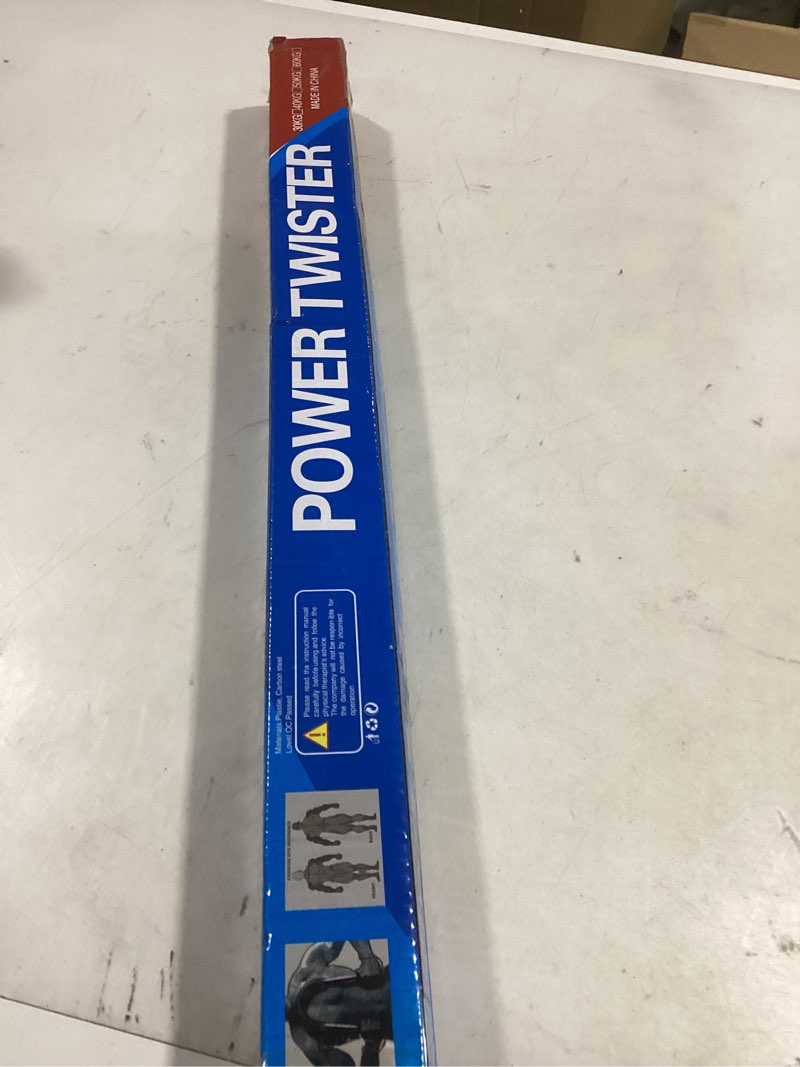 30KG□40KG□50KG□60KG□
MADE IN CHINA
POWER TWISTER
Materials Plastic, Carbon steel
Level: QC Passed
Please read the instruction manual
carefully before using and follow the
physical therapist's advice.
The company will not be responsible for
the damage caused by incorrect
operation.